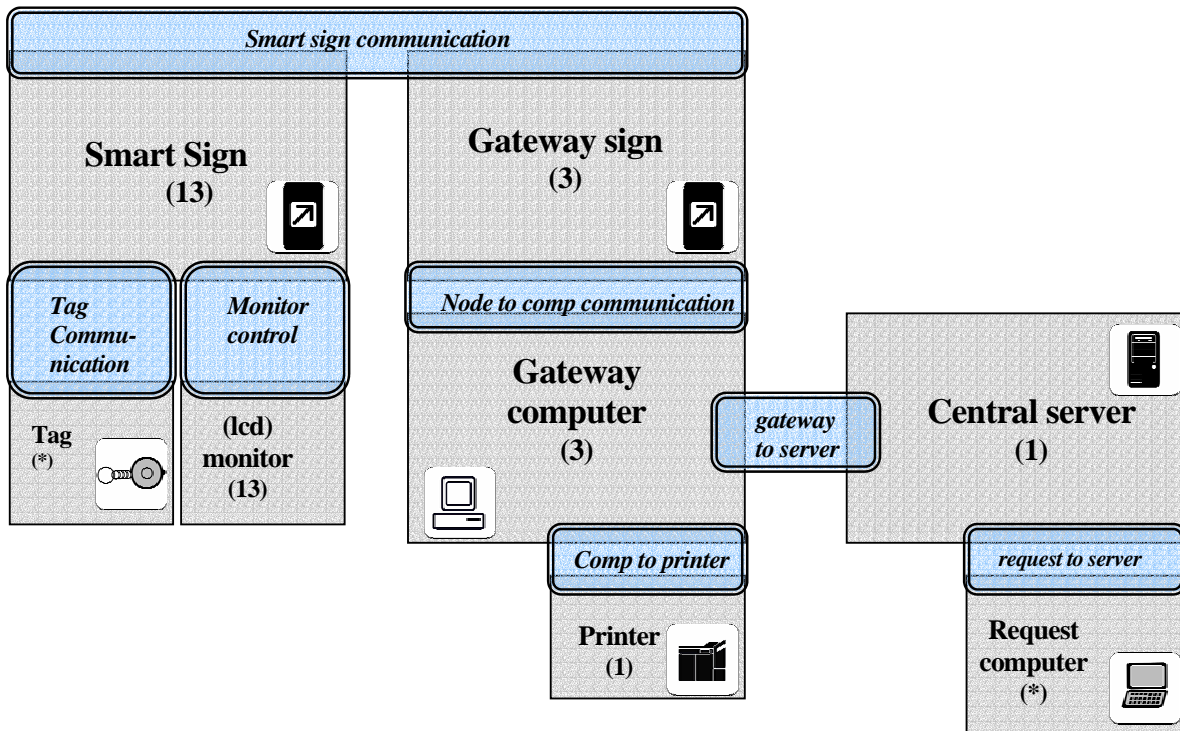 Smart sign communication
Smart Sign
(13)
Gateway sign
(3)
Tag
Commu-
nication
Monitor
control
Node to comp communication
Tag
(*)
(lcd)
monitor
(13)
Gateway
computer
(3)
gateway
to server
Central server
(1)
Comp to printer
Printer
(1)
request to server
Request
computer
(*)